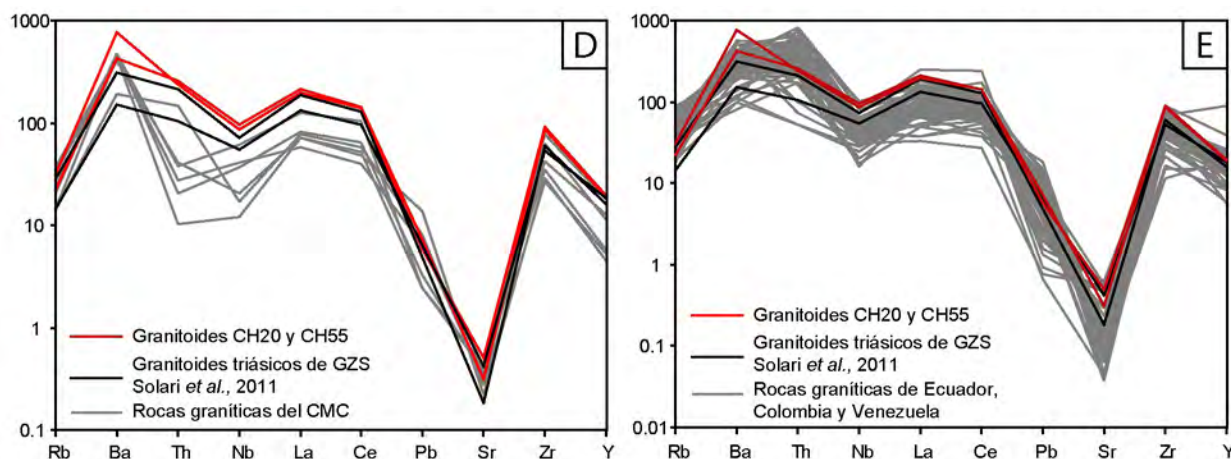 1000
D
100
10
1
0.1
Granitoides CH20 y CH55
Granitoides triásicos de GZS
Solari et al., 2011
Rocas graníticas del CMC
Rb Ba Th Nb La Ce Pb Sr Zr Y
1000
E
100
10
1
0.1
0.01
Granitoides CH20 y CH55
Granitoides triásicos de GZS
Solari et al., 2011
Rocas graníticas de Ecuador,
Colombia y Venezuela
Rb Ba Th Nb La Ce Pb Sr Zr Y